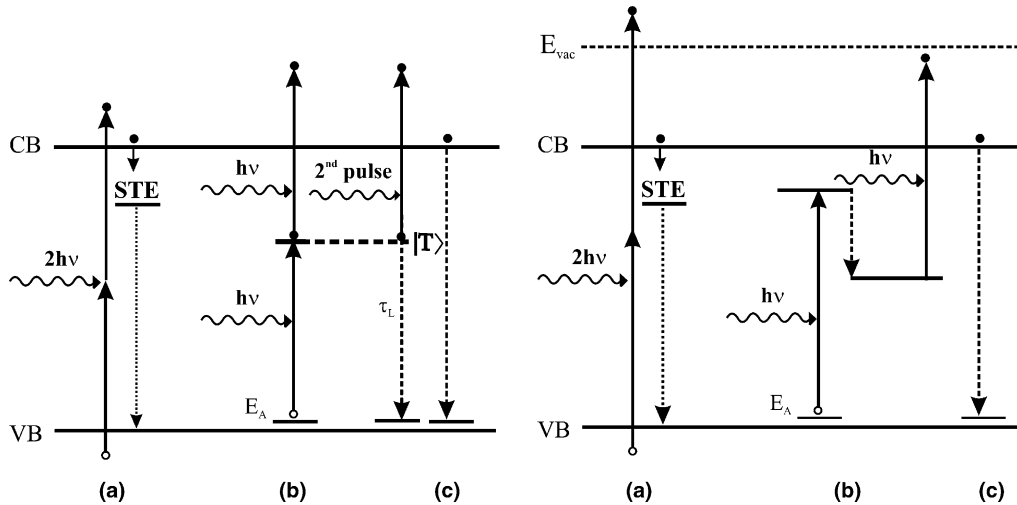 CB
STE
2hν
hν
hν
2nd pulse
|T⟩
τL
EA
VB
(a)
(b)
(c)
Evac
CB
STE
2hν
hν
hν
EA
VB
(a)
(b)
(c)